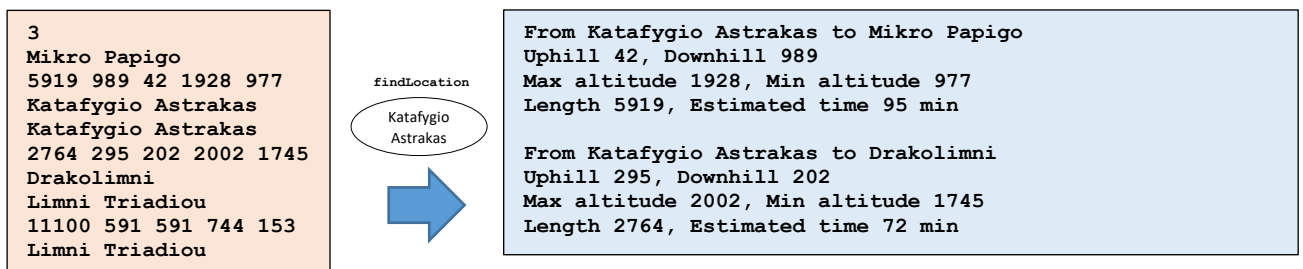 3
Mikro Papigo
5919 989 42 1928 977
Katafygio Astrakas
Katafygio Astrakas
2764 295 202 2002 1745
Drakolimni
Limni Triadiou
11100 591 591 744 153
Limni Triadiou
findLocation
Katafygio
Astrakas
From Katafygio Astrakas to Mikro Papigo
Uphill 42, Downhill 989
Max altitude 1928, Min altitude 977
Length 5919, Estimated time 95 min
From Katafygio Astrakas to Drakolimni
Uphill 295, Downhill 202
Max altitude 2002, Min altitude 1745
Length 2764, Estimated time 72 min